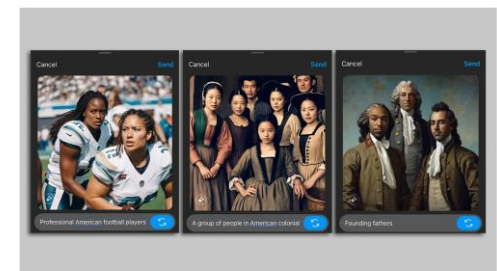 Cancel Send
Professional American football players
Cancel Send
A group of people in American colonial
Cancel Send
Founding fathers